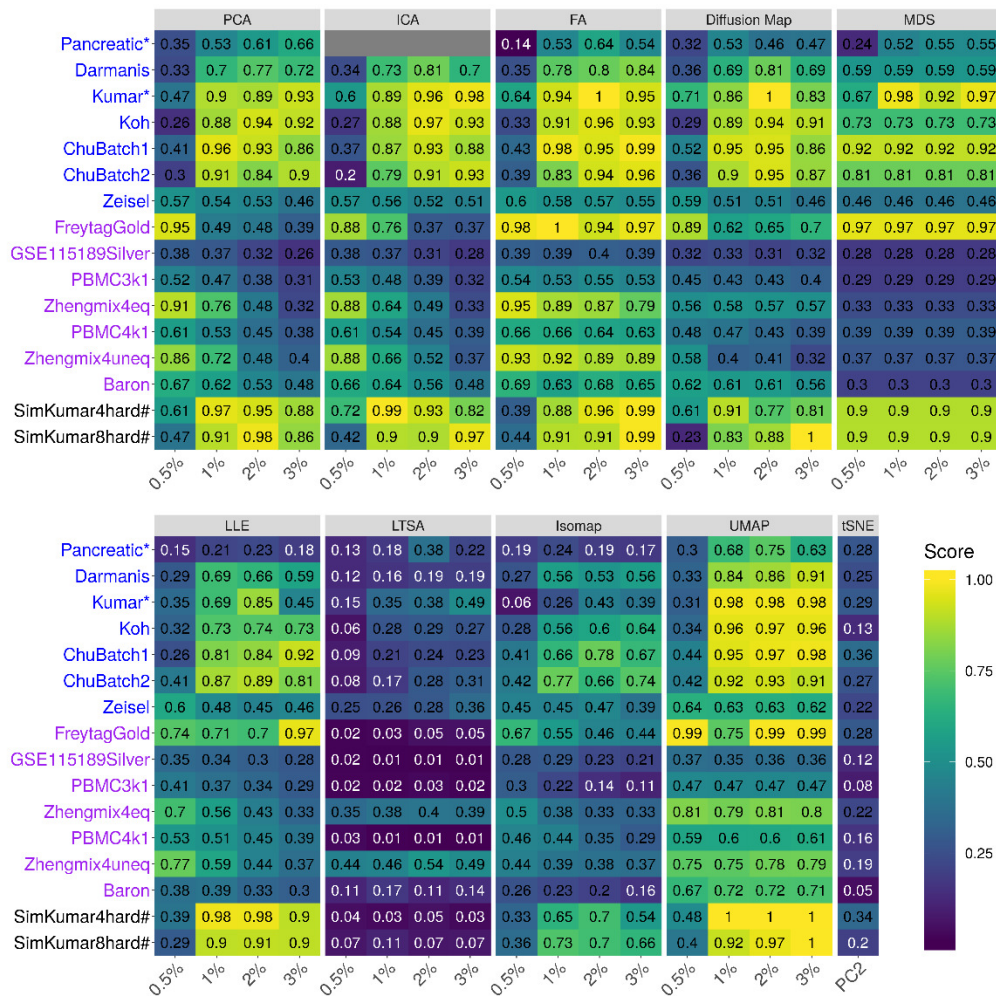 PCA ICA FA Diffusion Map MDS
Pancreatic* 0.35 0.53 0.61 0.66 0.14 0.53 0.64 0.54 0.32 0.53 0.46 0.47 0.24 0.52 0.55 0.55
Darmanis 0.33 0.7 0.77 0.72 0.34 0.73 0.81 0.7 0.35 0.78 0.8 0.84 0.36 0.69 0.81 0.69 0.59 0.59 0.59 0.59
Kumar* 0.47 0.9 0.89 0.93 0.6 0.89 0.96 0.98 0.64 0.94 1 0.95 0.71 0.86 1 0.83 0.67 0.98 0.92 0.97
Koh 0.26 0.88 0.94 0.92 0.27 0.88 0.97 0.93 0.33 0.91 0.96 0.93 0.29 0.89 0.94 0.91 0.73 0.73 0.73 0.73
ChuBatch1 0.41 0.96 0.93 0.86 0.37 0.87 0.93 0.88 0.43 0.98 0.95 0.99 0.52 0.95 0.95 0.86 0.92 0.92 0.92 0.92
ChuBatch2 0.3 0.91 0.84 0.9 0.2 0.79 0.91 0.93 0.39 0.83 0.94 0.96 0.36 0.9 0.95 0.87 0.81 0.81 0.81 0.81
Zeisel 0.57 0.54 0.53 0.46 0.57 0.56 0.52 0.51 0.6 0.58 0.57 0.55 0.59 0.51 0.51 0.46 0.46 0.46 0.46 0.46
FreytagGold 0.95 0.49 0.48 0.39 0.88 0.76 0.37 0.37 0.98 1 0.94 0.97 0.89 0.62 0.65 0.7 0.97 0.97 0.97 0.97
GSE115189Silver 0.38 0.37 0.32 0.26 0.38 0.37 0.31 0.28 0.39 0.39 0.4 0.39 0.32 0.33 0.31 0.32 0.28 0.28 0.28 0.28
PBMC3k1 0.52 0.47 0.38 0.31 0.53 0.48 0.39 0.32 0.54 0.55 0.55 0.53 0.45 0.43 0.43 0.4 0.29 0.29 0.29 0.29
Zhengmix4eq 0.91 0.76 0.48 0.32 0.88 0.64 0.49 0.33 0.95 0.89 0.87 0.79 0.56 0.58 0.57 0.57 0.33 0.33 0.33 0.33
PBMC4k1 0.61 0.53 0.45 0.38 0.61 0.54 0.45 0.39 0.66 0.66 0.64 0.63 0.48 0.47 0.43 0.39 0.39 0.39 0.39 0.39
Zhengmix4uneq 0.86 0.72 0.48 0.4 0.88 0.66 0.52 0.37 0.93 0.92 0.89 0.89 0.58 0.4 0.41 0.32 0.37 0.37 0.37 0.37
Baron 0.67 0.62 0.53 0.48 0.66 0.64 0.56 0.48 0.69 0.63 0.68 0.65 0.62 0.61 0.61 0.56 0.3 0.3 0.3 0.3
SimKumar4hard# 0.61 0.97 0.95 0.88 0.72 0.99 0.93 0.82 0.39 0.88 0.96 0.99 0.61 0.91 0.77 0.81 0.9 0.9 0.9 0.9
SimKumar8hard# 0.47 0.91 0.98 0.86 0.42 0.9 0.9 0.97 0.44 0.91 0.91 0.99 0.23 0.83 0.88 1 0.9 0.9 0.9 0.9
0.5% 1% 2% 3% 0.5% 1% 2% 3% 0.5% 1% 2% 3% 0.5% 1% 2% 3% 0.5% 1% 2% 3%
LLE LTSA Isomap UMAP tSNE
Pancreatic* 0.15 0.21 0.23 0.18 0.13 0.18 0.38 0.22 0.19 0.24 0.19 0.17 0.3 0.68 0.75 0.63 0.28
Darmanis 0.29 0.69 0.66 0.59 0.12 0.16 0.19 0.19 0.27 0.56 0.53 0.56 0.33 0.84 0.86 0.91 0.25
Kumar* 0.35 0.69 0.85 0.45 0.15 0.35 0.38 0.49 0.06 0.26 0.43 0.39 0.31 0.98 0.98 0.98 0.29
Koh 0.32 0.73 0.74 0.73 0.06 0.28 0.29 0.27 0.28 0.56 0.6 0.64 0.34 0.96 0.97 0.96 0.13
ChuBatch1 0.26 0.81 0.84 0.92 0.09 0.21 0.24 0.23 0.41 0.66 0.78 0.67 0.44 0.95 0.97 0.98 0.36
ChuBatch2 0.41 0.87 0.89 0.81 0.08 0.17 0.28 0.31 0.42 0.77 0.66 0.74 0.42 0.92 0.93 0.91 0.27
Zeisel 0.6 0.48 0.45 0.46 0.25 0.26 0.28 0.36 0.45 0.45 0.47 0.39 0.64 0.63 0.63 0.62 0.22
FreytagGold 0.74 0.71 0.7 0.97 0.02 0.03 0.05 0.05 0.67 0.55 0.46 0.44 0.99 0.75 0.99 0.99 0.28
GSE115189Silver 0.35 0.34 0.3 0.28 0.02 0.01 0.01 0.01 0.28 0.29 0.23 0.21 0.37 0.35 0.36 0.36 0.12
PBMC3k1 0.41 0.37 0.34 0.29 0.02 0.02 0.03 0.02 0.3 0.22 0.14 0.11 0.47 0.47 0.47 0.47 0.08
Zhengmix4eq 0.7 0.56 0.43 0.33 0.35 0.38 0.4 0.39 0.5 0.38 0.33 0.33 0.81 0.79 0.81 0.8 0.22
PBMC4k1 0.53 0.51 0.45 0.39 0.03 0.01 0.01 0.01 0.46 0.44 0.35 0.29 0.59 0.6 0.6 0.61 0.16
Zhengmix4uneq 0.77 0.59 0.44 0.37 0.44 0.46 0.54 0.49 0.44 0.39 0.38 0.37 0.75 0.75 0.78 0.79 0.19
Baron 0.38 0.39 0.33 0.3 0.11 0.17 0.11 0.14 0.26 0.23 0.2 0.16 0.67 0.72 0.72 0.71 0.05
SimKumar4hard# 0.39 0.98 0.98 0.9 0.04 0.03 0.05 0.03 0.33 0.65 0.7 0.54 0.48 1 1 1 0.34
SimKumar8hard# 0.29 0.9 0.91 0.9 0.07 0.11 0.07 0.07 0.36 0.73 0.7 0.66 0.4 0.92 0.97 1 0.2
0.5% 1% 2% 3% 0.5% 1% 2% 3% 0.5% 1% 2% 3% 0.5% 1% 2% 3% PC2
Score
1.00
0.75
0.50
0.25